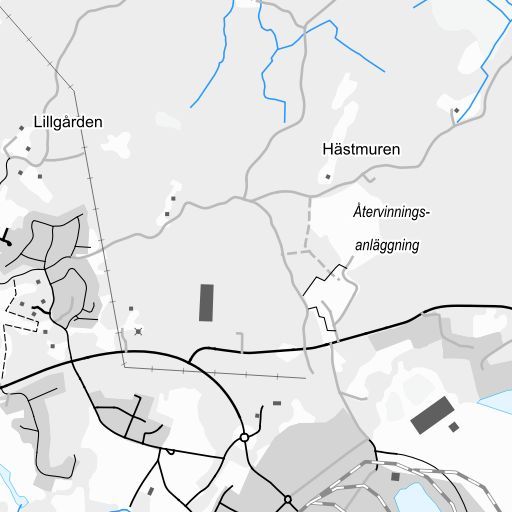 Lillgården
Hästmuren
Återvinnings-
anläggning